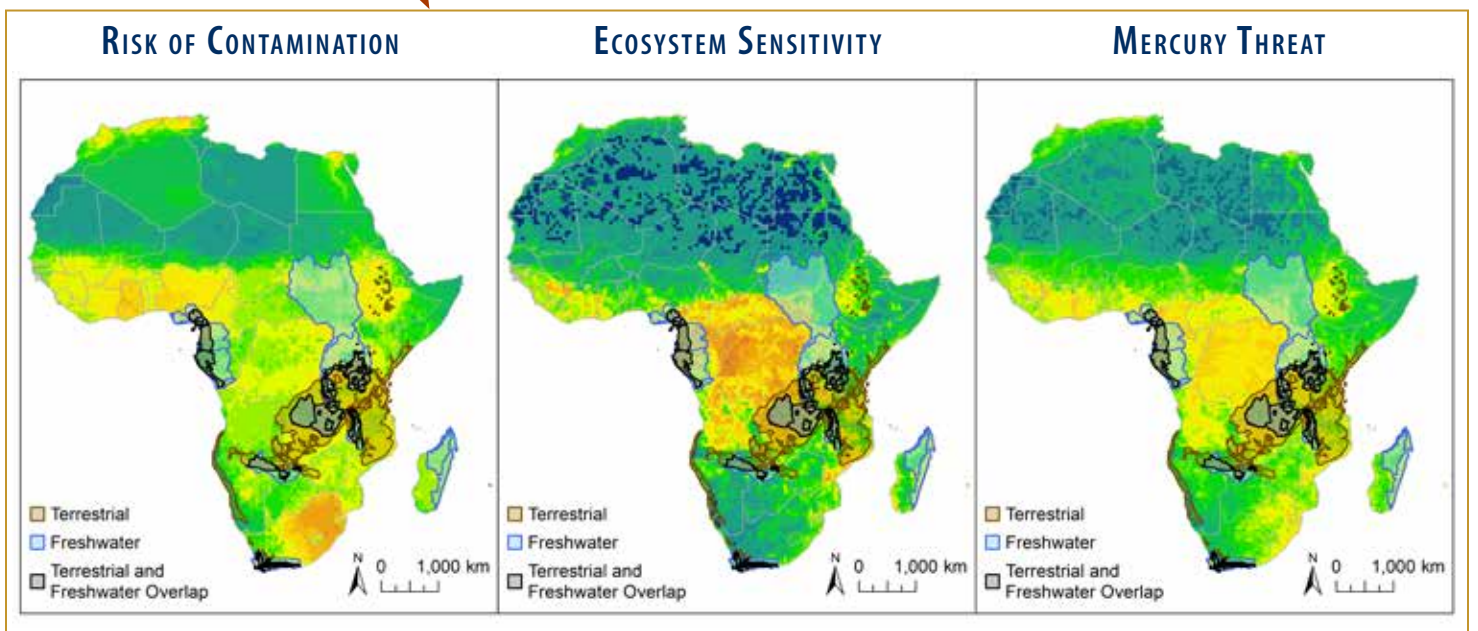 RISK OF CONTAMINATION
ECOSYSTEM SENSITIVITY
MERCURY THREAT
Terrestrial
Freshwater
Terrestrial and
Freshwater Overlap
N
0 1,000 km
Terrestrial
Freshwater
Terrestrial and
Freshwater Overlap
N
0 1,000 km
Terrestrial
Freshwater
Terrestrial and
Freshwater Overlap
N
0 1,000 km